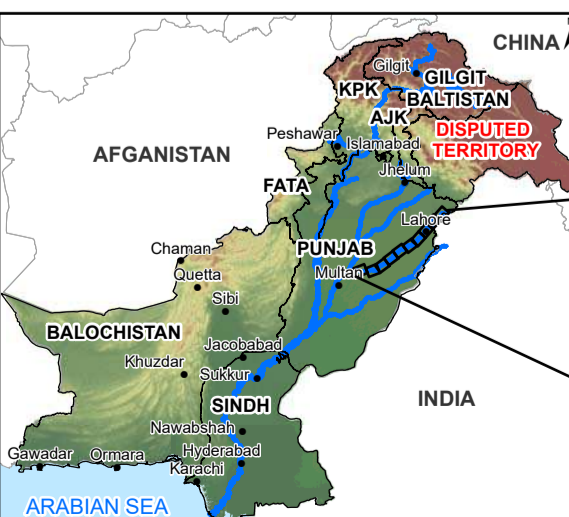 CHINA
Gilgit
GILGIT
BALTISTAN
KPK
AJK
DISPUTED
TERRITORY
Peshawar
Islamabad
AFGANISTAN
Jhelum
FATA
Lahore
PUNJAB
Chaman
Multan
Quetta
Sibi
BALOCHISTAN
Jacobabad
Khuzdar
Sukkur
INDIA
SINDH
Nawabshah
Gawadar
Ormara
Hyderabad
Karachi
ARABIAN SEA